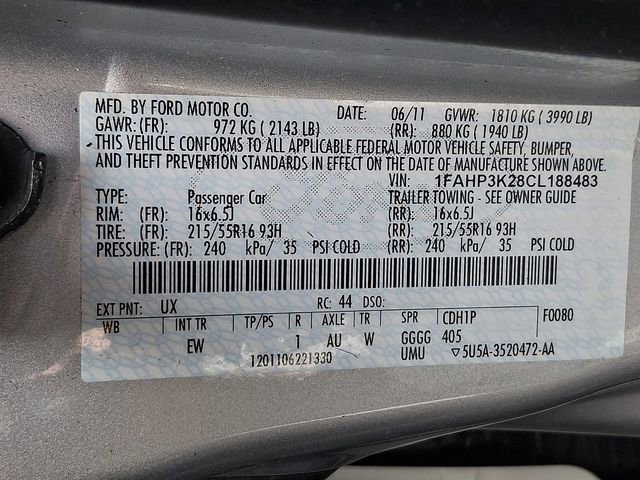 MFD. BY FORD MOTOR CO. DATE: 06/11 GVWR: 1810 KG ( 3990 LB)
GAWR: (FR): 972 KG ( 2143 LB) (RR): 880 KG ( 1940 LB)
THIS VEHICLE CONFORMS TO ALL APPLICABLE FEDERAL MOTOR VEHICLE SAFETY, BUMPER,
AND THEFT PREVENTION STANDARDS IN EFFECT ON THE DATE OF MANUFACTURE SHOWN ABOVE.
VIN: 1FAHP3K28CL188483
TYPE: Passenger Car TRAILER TOWING - SEE OWNER GUIDE
RIM: (FR): 16x6.5J (RR): 16x6.5J
TIRE: (FR): 215/55R16 93H (RR): 215/55R16 93H
PRESSURE: (FR): 240 kPa/ 35 PSI COLD (RR): 240 kPa/ 35 PSI COLD
EXT PNT: UX RC: 44 DSO:
WB INT TR TP/PS R AXLE TR SPR CDH1P F0080
EW 1 AU W GGGG 405
1201106221330 UMU ▽5U5A-3520472-AA